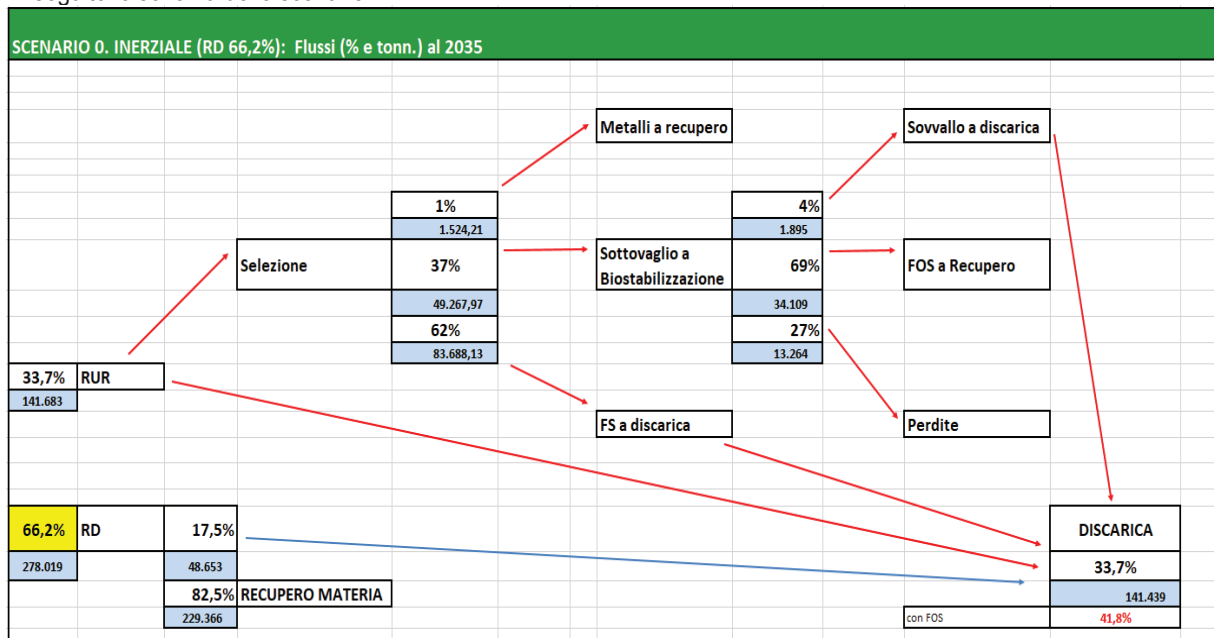 SCENARIO 0. INERZIALE (RD 66,2%): Flussi (% e tonn.) al 2035
Metalli a recupero
Sovvallo a discarica
1%
4%
1.524,21
1.895
Selezione
37%
Sottovaglio a
Biostabilizzazione
69%
FOS a Recupero
49.267,97
34.109
62%
27%
83.688,13
13.264
33,7%
RUR
141.683
FS a discarica
Perdite
66,2%
RD
17,5%
DISCARICA
278.019
48.653
33,7%
82,5%
RECUPERO MATERIA
141.439
229.366
con FOS
41,8%